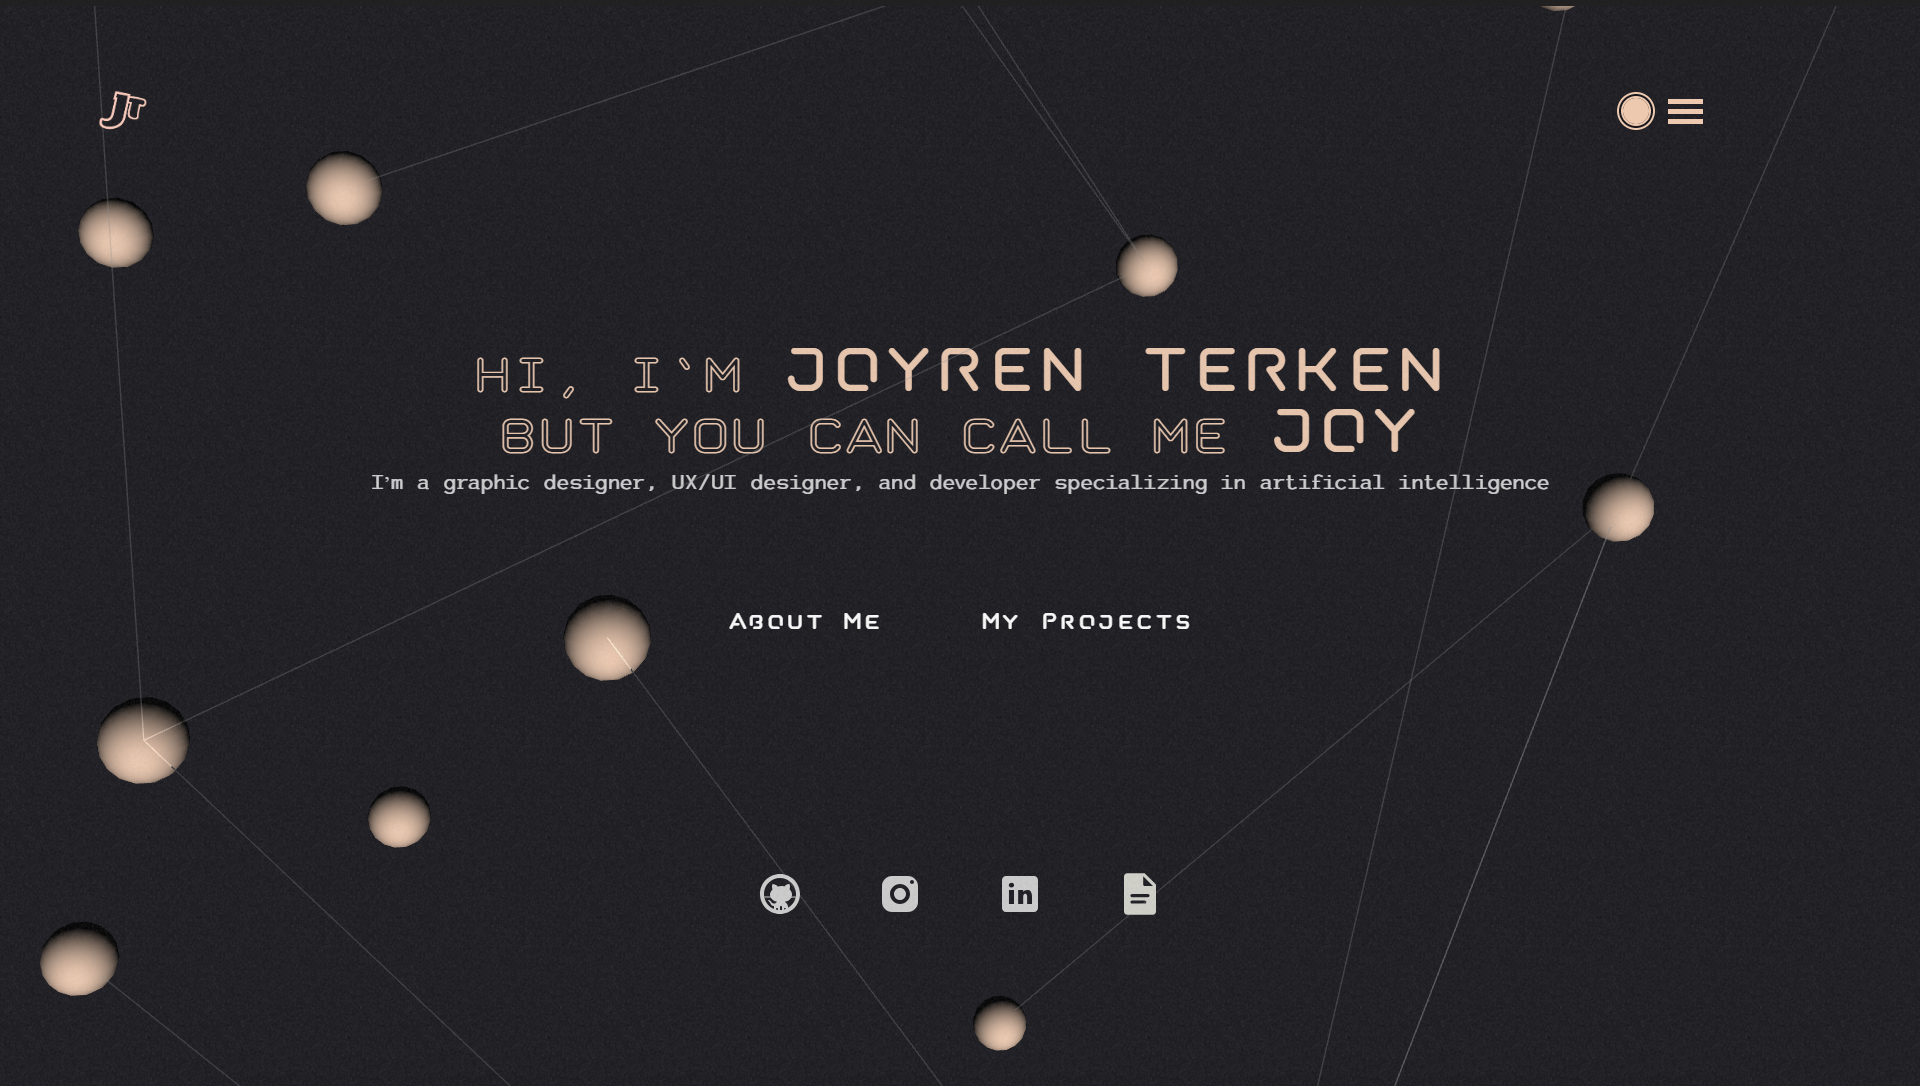 JT
HI, I`M JOYREN TERKEN
BUT YOU CAN CALL ME JOY
I’m a graphic designer, UX/UI designer, and developer specializing in artificial intelligence
About Me
My Projects
in